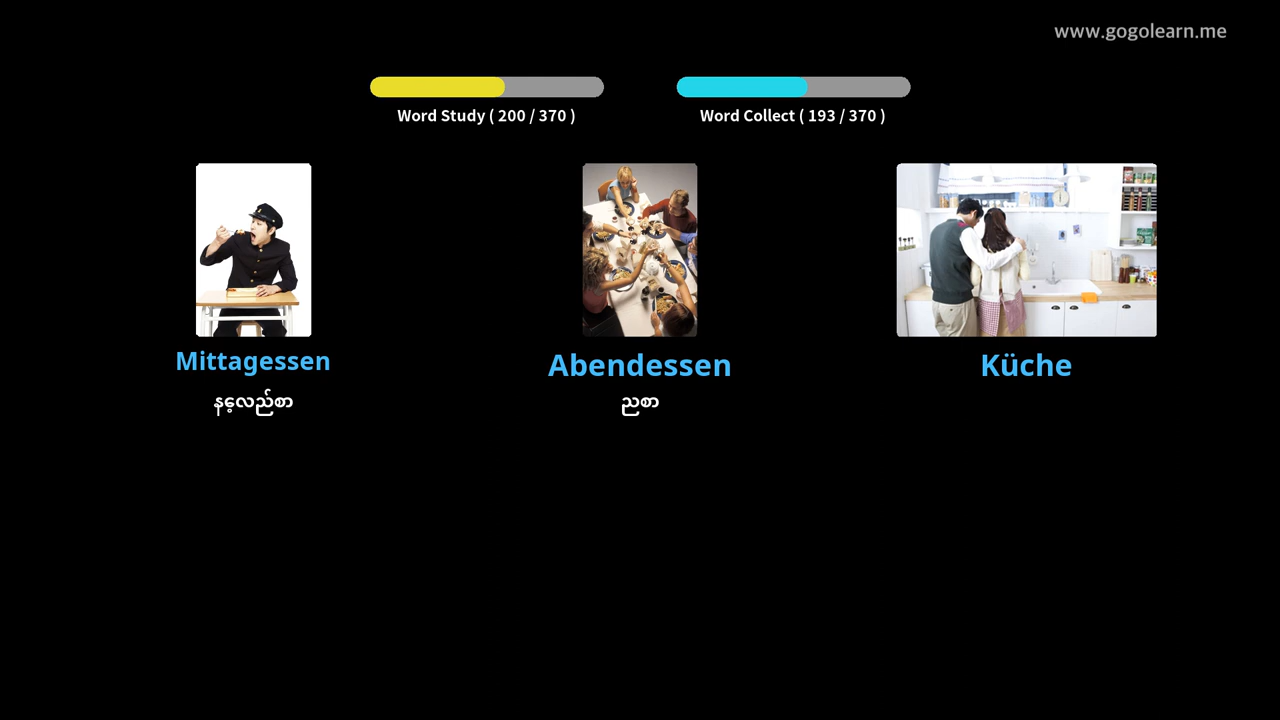 www.gogolearn.me
Word Study ( 200 / 370 )
Word Collect ( 193 / 370 )
Mittagessen
Abendessen
Küche
နေ့လည်စာ
ညစာ